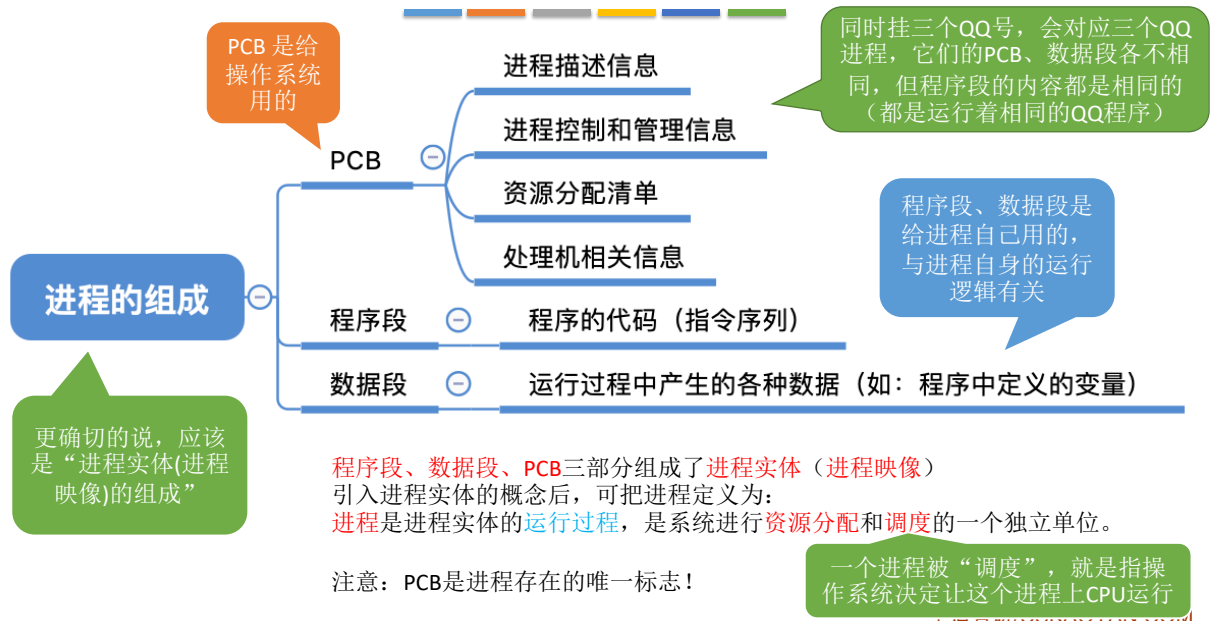 PCB 是给
操作系统
用的
同时挂三个QQ号，会对应三个QQ
进程，它们的PCB、数据段各不相
同，但程序段的内容都是相同的
（都是运行着相同的QQ程序）
进程描述信息
进程控制和管理信息
PCB
资源分配清单
处理机相关信息
程序段、数据段是
给进程自己用的，
与进程自身的运行
逻辑有关
进程的组成
程序段
程序的代码（指令序列）
数据段
运行过程中产生的各种数据（如：程序中定义的变量）
更确切的说，应该
是“进程实体(进程
映像)的组成”
程序段、数据段、PCB三部分组成了进程实体（进程映像）
引入进程实体的概念后，可把进程定义为：
进程是进程实体的运行过程，是系统进行资源分配和调度的一个独立单位。
一个进程被“调度”，就是指操
作系统决定让这个进程上CPU运行
注意：PCB是进程存在的唯一标志！